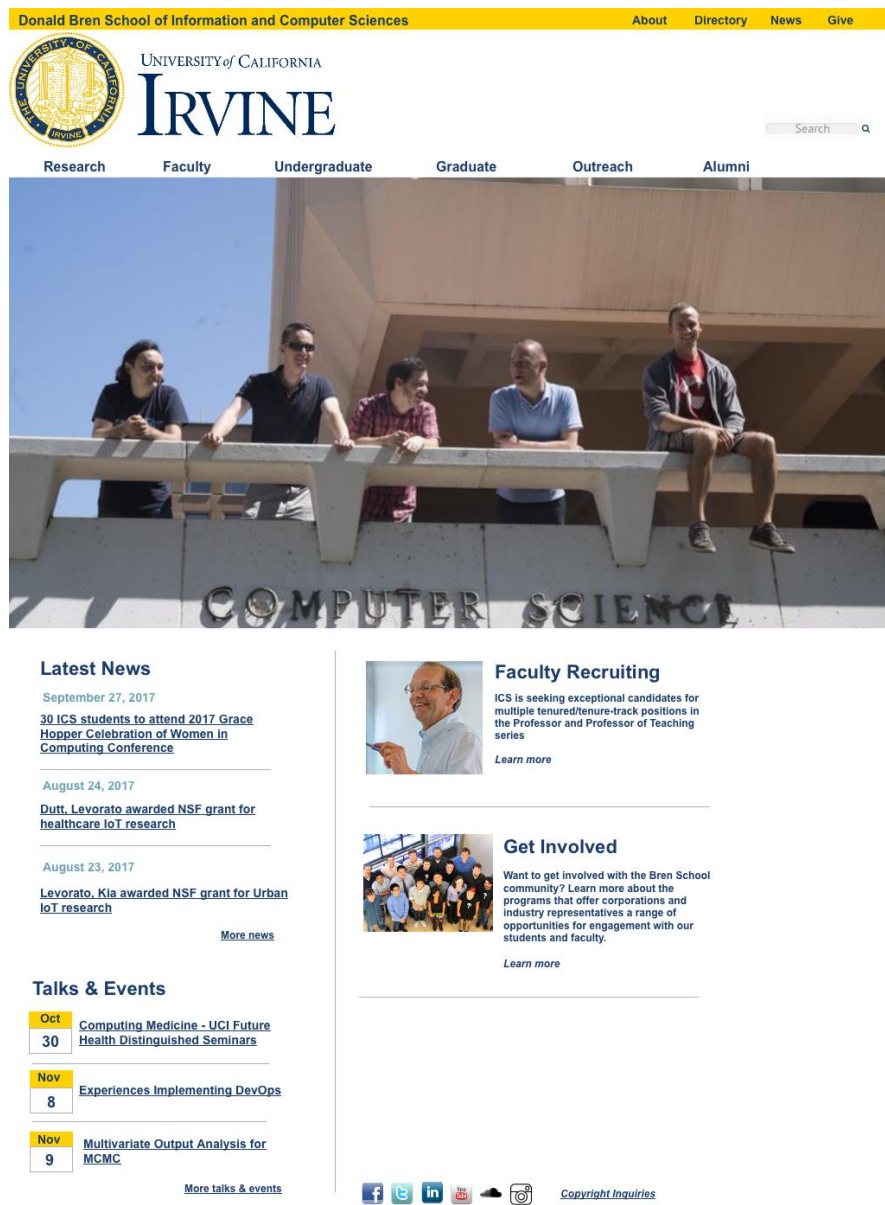 Donald Bren School of Information and Computer Sciences
About Directory News Give
THE · UNIVERSITY · OF · CALIFORNIA · IRVINE
UNIVERSITY of CALIFORNIA
IRVINE
Search
Research Faculty Undergraduate Graduate Outreach Alumni
COMPUTER SCIENCE
Latest News
September 27, 2017
30 ICS students to attend 2017 Grace
Hopper Celebration of Women in
Computing Conference
August 24, 2017
Dutt, Levorato awarded NSF grant for
healthcare IoT research
August 23, 2017
Levorato, Kia awarded NSF grant for Urban
IoT research
More news
Talks & Events
Oct
30
Computing Medicine - UCI Future
Health Distinguished Seminars
Nov
8
Experiences Implementing DevOps
Nov
9
Multivariate Output Analysis for
MCMC
More talks & events
Faculty Recruiting
ICS is seeking exceptional candidates for
multiple tenured/tenure-track positions in
the Professor and Professor of Teaching
series
Learn more
Get Involved
Want to get involved with the Bren School
community? Learn more about the
programs that offer corporations and
industry representatives a range of
opportunities for engagement with our
students and faculty.
Learn more
f
in
You
Tube
Copyright Inquiries